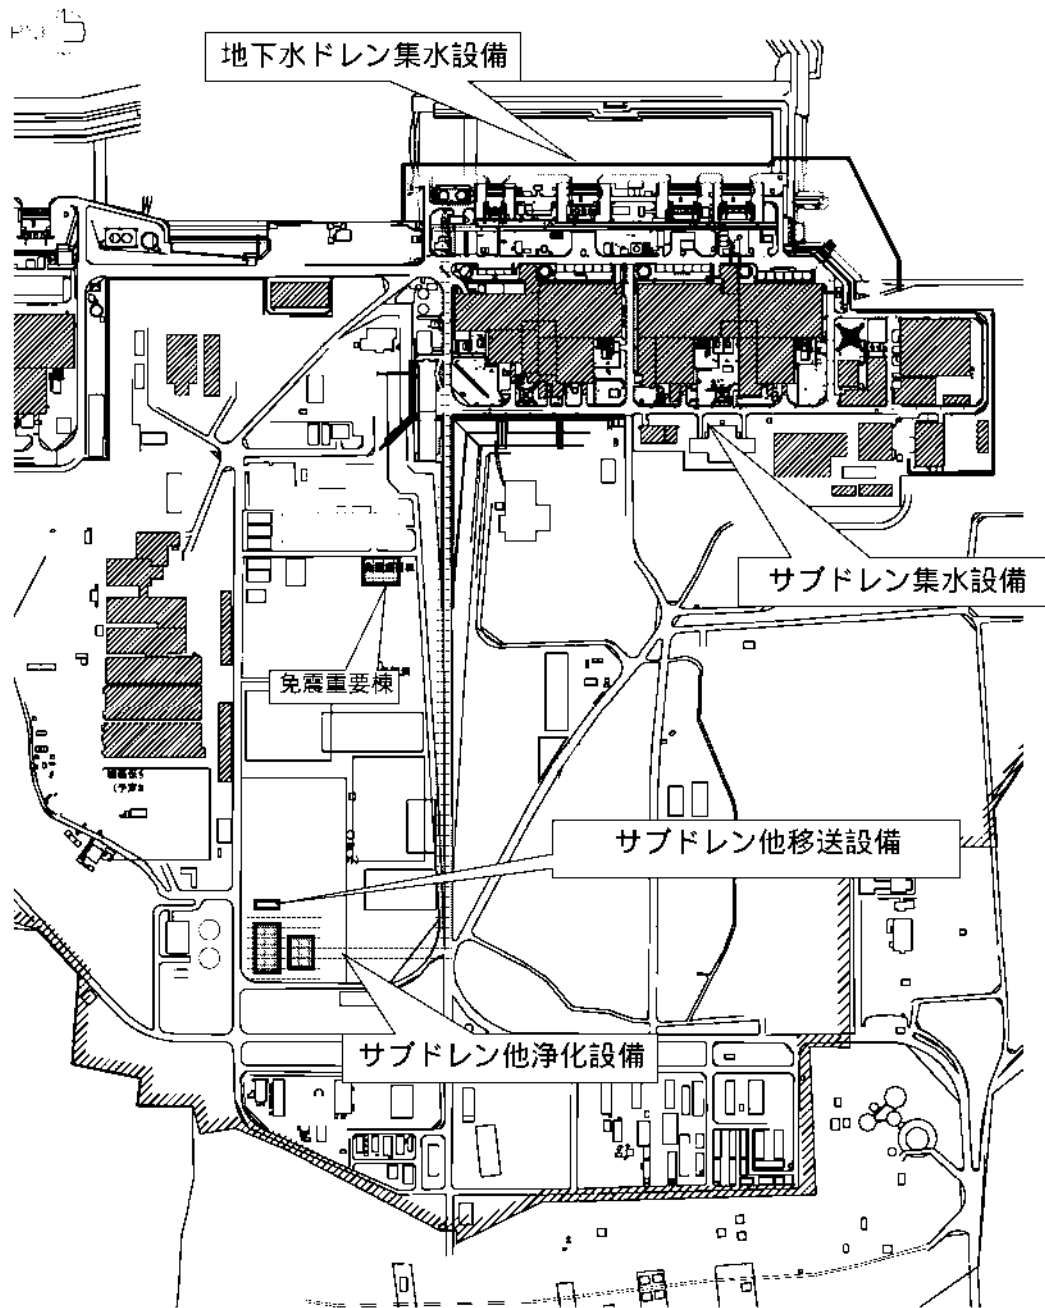 地下水ドレン集水設備
サブドレン集水設備
免震重要棟
サブドレン他移送設備
サブドレン他浄化設備